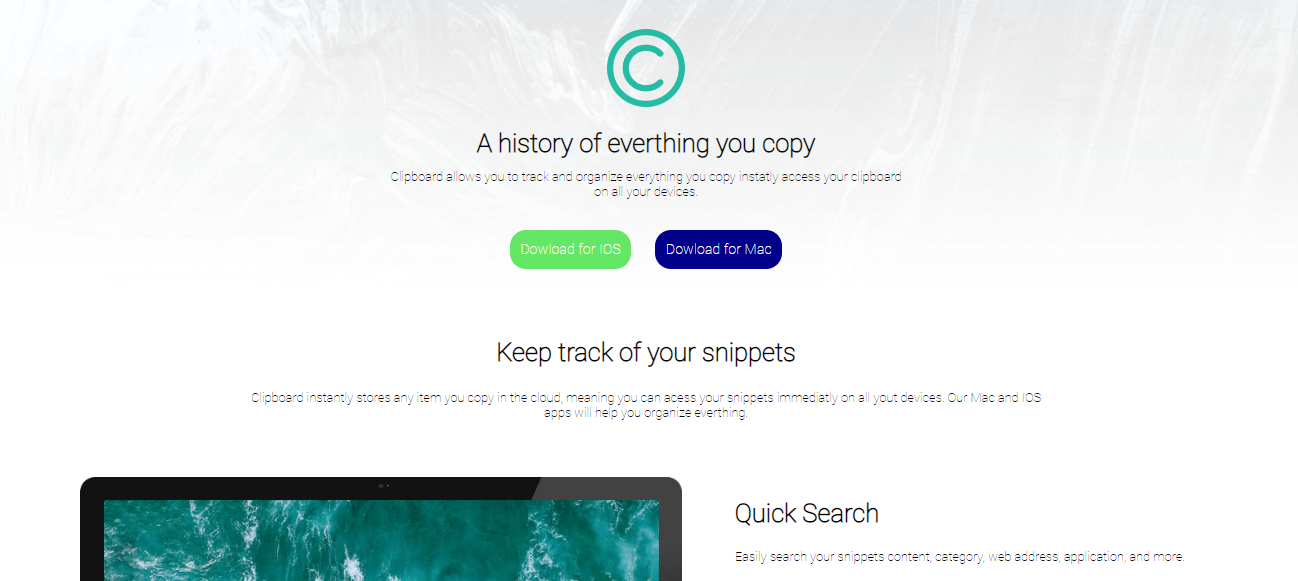 A history of everthing you copy
Clipboard allows you to track and organize everything you copy instatly access your clipboard
on all your devices.
Dowload for IOS
Dowload for Mac
Keep track of your snippets
Clipboard instantly stores any item you copy in the cloud, meaning you can acess your snippets immediatly on all yout devices. Our Mac and IOS
apps will help you organize everthing.
Quick Search
Easily search your snippets content, category, web address, application, and more.